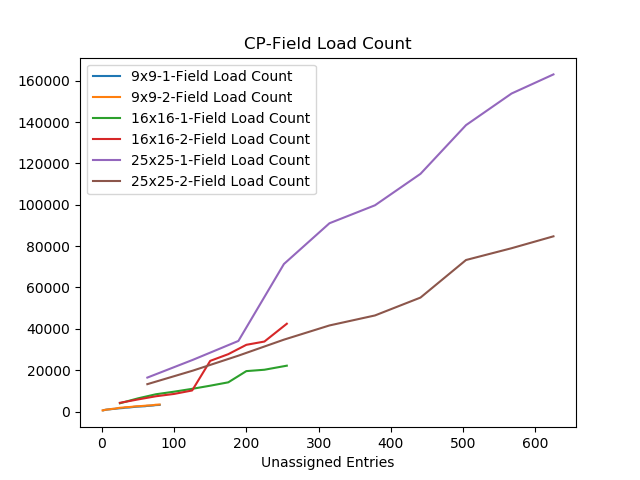 CP-Field Load Count
9x9-1-Field Load Count
9x9-2-Field Load Count
16x16-1-Field Load Count
16x16-2-Field Load Count
25x25-1-Field Load Count
25x25-2-Field Load Count
160000
140000
120000
100000
80000
60000
40000
20000
0
0 100 200 300 400 500 600
Unassigned Entries